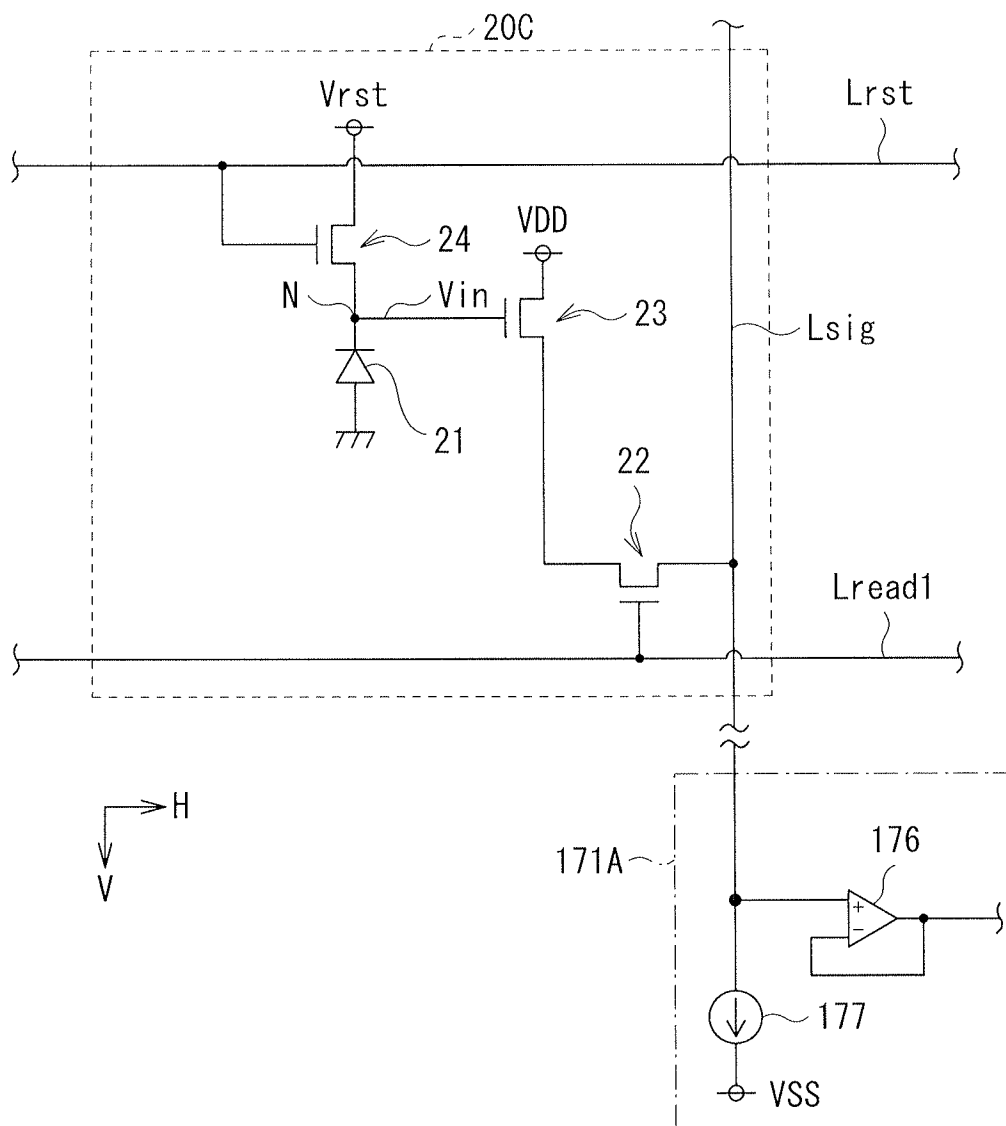 20C
Vrst
Lrst
VDD
24
N
Vin
23
Lsig
21
22
Lread1
H
V
171A
176
+
−
177
VSS